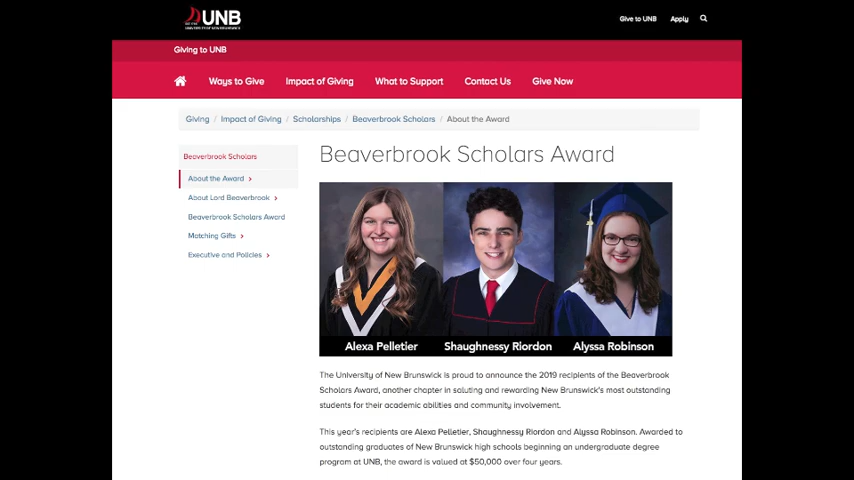 UNB
UNIVERSITY OF NEW BRUNSWICK
Give to UNB
Apply
Giving to UNB
Ways to Give
Impact of Giving
What to Support
Contact Us
Give Now
Giving / Impact of Giving / Scholarships / Beaverbrook Scholars / About the Award
Beaverbrook Scholars
About the Award >
About Lord Beaverbrook >
Beaverbrook Scholars Award
Matching Gifts >
Executive and Policies >
Beaverbrook Scholars Award
Alexa Pelletier
Shaughnessy Riordon
Alyssa Robinson
The University of New Brunswick is proud to announce the 2019 recipients of the Beaverbrook
Scholars Award, another chapter in saluting and rewarding New Brunswick's most outstanding
students for their academic abilities and community involvement.
This year's recipients are Alexa Pelletier, Shaughnessy Riordon and Alyssa Robinson. Awarded to
outstanding graduates of New Brunswick high schools beginning an undergraduate degree
program at UNB, the award is valued at $50,000 over four years.